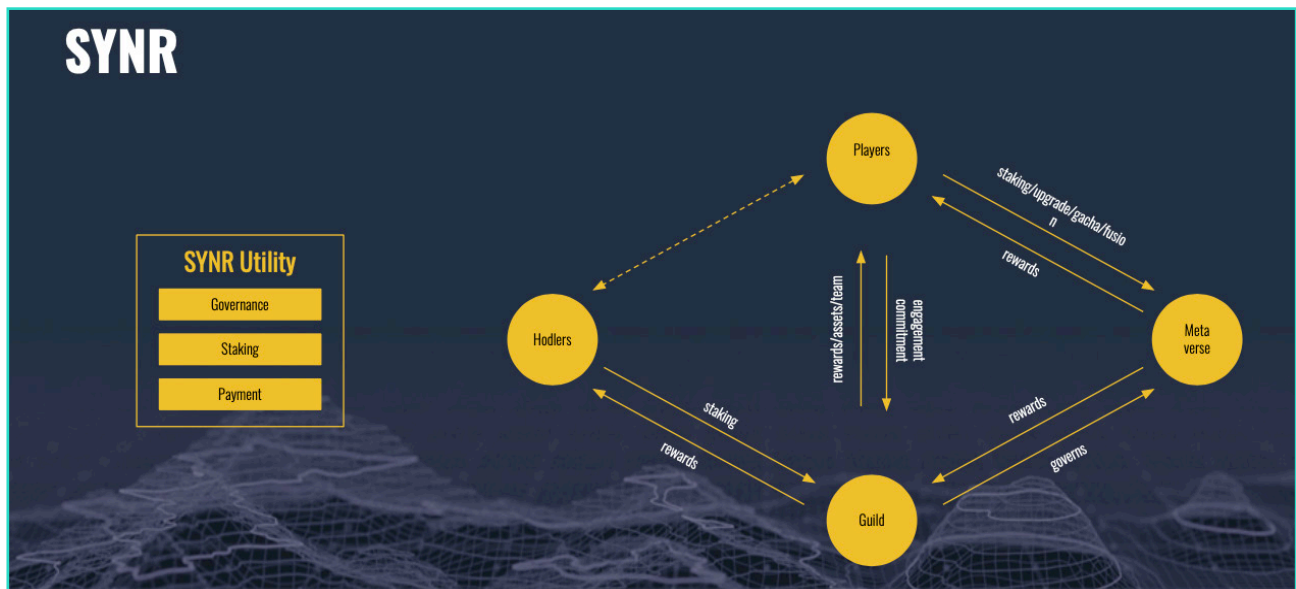 SYNR
SYNR Utility
Governance
Staking
Payment
Players
staking/upgrade/gacha/fusio
n
rewards
Hodlers
rewards/assets/team
engagement
commitment
Meta
verse
staking
rewards
rewards
governs
Guild